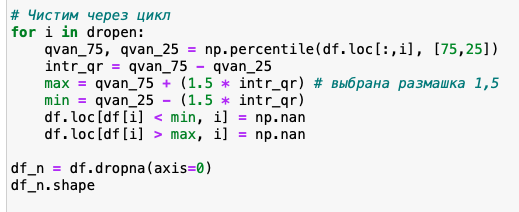 # Чистим через цикл
for i in dropen:
    qvan_75, qvan_25 = np.percentile(df.loc[:,i], [75,25])
    intr_qr = qvan_75 - qvan_25
    max = qvan_75 + (1.5 * intr_qr) # выбрана размашка 1,5
    min = qvan_25 - (1.5 * intr_qr)
    df.loc[df[i] < min, i] = np.nan
    df.loc[df[i] > max, i] = np.nan

df_n = df.dropna(axis=0)
df_n.shape